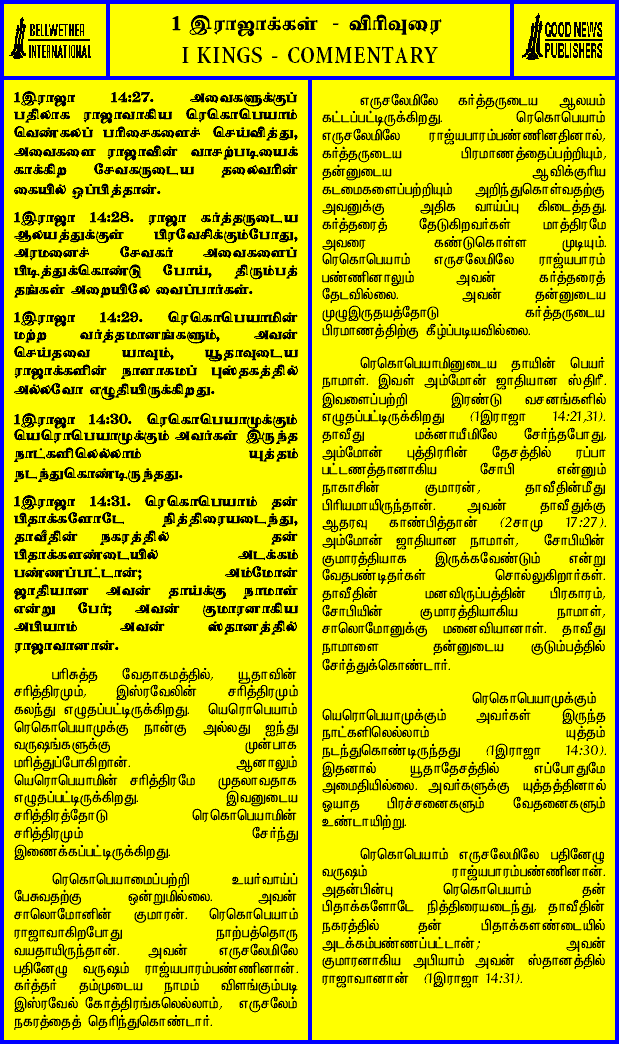 BELLWETHER
INTERNATIONAL
1 இராஜாக்கள் - விரிவுரை
I KINGS - COMMENTARY
GOOD NEWS
PUBLISHERS
1இராஜா 14:27. அவைகளுக்குப்
பதிலாக ராஜாவாகிய ரெகொபெயாம்
வெண்கலப் பரிசைகளைச் செய்வித்து,
அவைகளை ராஜாவின் வாசற்படியைக்
காக்கிற சேவகருடைய தலைவரின்
கையில் ஒப்பித்தான்.
1இராஜா 14:28. ராஜா கர்த்தருடைய
ஆலயத்துக்குள் பிரவேசிக்கும்போது,
அரமனைச் சேவகர் அவைகளைப்
பிடித்துக்கொண்டு போய், திரும்பத்
தங்கள் அறையிலே வைப்பார்கள்.
1இராஜா 14:29. ரெகொபெயாமின்
மற்ற வர்த்தமானங்களும், அவன்
செய்தவை யாவும், யூதாவுடைய
ராஜாக்களின் நாளாகமப் புஸ்தகத்தில்
அல்லவோ எழுதியிருக்கிறது.
1இராஜா 14:30. ரெகொபெயாமுக்கும்
யெரொபெயாமுக்கும் அவர்கள் இருந்த
நாட்களிலெல்லாம் யுத்தம்
நடந்துகொண்டிருந்தது.
1இராஜா 14:31. ரெகொபெயாம் தன்
பிதாக்களோடே நித்திரையடைந்து,
தாவீதின் நகரத்தில் தன்
பிதாக்களண்டையில் அடக்கம்
பண்ணப்பட்டான்; அம்மோன்
ஜாதியான அவன் தாய்க்கு நாமாள்
என்று பேர்; அவன் குமாரனாகிய
அபியாம் அவன் ஸ்தானத்தில்
ராஜாவானான்.
பரிசுத்த வேதாகமத்தில், யூதாவின்
சரித்திரமும், இஸ்ரவேலின் சரித்திரமும்
கலந்து எழுதப்பட்டிருக்கிறது. யெரொபெயாம்
ரெகொபெயாமுக்கு நான்கு அல்லது ஐந்து
வருஷங்களுக்கு முன்பாக
மரித்துப்போகிறான். ஆனாலும்
யெரொபெயாமின் சரித்திரமே முதலாவதாக
எழுதப்பட்டிருக்கிறது. இவனுடைய
சரித்திரத்தோடு ரெகொபெயாமின்
சரித்திரமும் சேர்ந்து
இணைக்கப்பட்டிருக்கிறது.
ரெகொபெயாமைப்பற்றி உயர்வாய்ப்
பேசுவதற்கு ஒன்றுமில்லை. அவன்
சாலொமோனின் குமாரன். ரெகொபெயாம்
ராஜாவாகிறபோது நாற்பத்தொரு
வயதாயிருந்தான். அவன் எருசலேமிலே
பதினேழு வருஷம் ராஜ்யபாரம்பண்ணினான்.
கர்த்தர் தம்முடைய நாமம் விளங்கும்படி
இஸ்ரவேல் கோத்திரங்கலெல்லாம், எருசலேம்
நகரத்தைத் தெரிந்துகொண்டார்.
எருசலேமிலே கர்த்தருடைய ஆலயம்
கட்டப்பட்டிருக்கிறது. ரெகொபெயாம்
எருசலேமிலே ராஜ்யபாரம்பண்ணினதினால்,
கர்த்தருடைய பிரமாணத்தைப்பற்றியும்,
தன்னுடைய ஆவிக்குரிய
கடமைகளைப்பற்றியும் அறிந்துகொள்வதற்கு
அவனுக்கு அதிக வாய்ப்பு கிடைத்தது.
கர்த்தரைத் தேடுகிறவர்கள் மாத்திரமே
அவரை கண்டுகொள்ள முடியும்.
ரெகொபெயாம் எருசலேமிலே ராஜ்யபாரம்
பண்ணினாலும் அவன் கர்த்தரைத்
தேடவில்லை. அவன் தன்னுடைய
முழுஇருதயத்தோடு கர்த்தருடைய
பிரமாணத்திற்கு கீழ்ப்படியவில்லை.
ரெகொபெயாமினுடைய தாயின் பெயர்
நாமாள். இவள் அம்மோன் ஜாதியான ஸ்திரீ.
இவளைப்பற்றி இரண்டு வசனங்களில்
எழுதப்பட்டிருக்கிறது (1இராஜா 14:21,31).
தாவீது மக்னாயீமிலே சேர்ந்தபோது,
அம்மோன் புத்திரரின் தேசத்தில் ரப்பா
பட்டணத்தானாகிய சோபி என்னும்
நாகாசின் குமாரன், தாவீதின்மீது
பிரியமாயிருந்தான். அவன் தாவீதுக்கு
ஆதரவு காண்பித்தான் (2சாமு 17:27).
அம்மோன் ஜாதியான நாமாள், சோபியின்
குமாரத்தியாக இருக்கவேண்டும் என்று
வேதபண்டிதர்கள் சொல்லுகிறார்கள்.
தாவீதின் மனவிருப்பத்தின் பிரகாரம்,
சோபியின் குமாரத்தியாகிய நாமாள்,
சாலொமோனுக்கு மனைவியானாள். தாவீது
நாமாளை தன்னுடைய குடும்பத்தில்
சேர்த்துக்கொண்டார்.
ரெகொபெயாமுக்கும்
யெரொபெயாமுக்கும் அவர்கள் இருந்த
நாட்களிலெல்லாம் யுத்தம்
நடந்துகொண்டிருந்தது (1இராஜா 14:30).
இதனால் யூதாதேசத்தில் எப்போதுமே
அமைதியில்லை. அவர்களுக்கு யுத்தத்தினால்
ஓயாத பிரச்சனைகளும் வேதனைகளும்
உண்டாயிற்று.
ரெகொபெயாம் எருசலேமிலே பதினேழு
வருஷம் ராஜ்யபாரம்பண்ணினான்.
அதன்பின்பு ரெகொபெயாம் தன்
பிதாக்களோடே நித்திரையடைந்து, தாவீதின்
நகரத்தில் தன் பிதாக்களண்டையில்
அடக்கம்பண்ணப்பட்டான்; அவன்
குமாரனாகிய அபியாம் அவன் ஸ்தானத்தில்
ராஜாவானான் (1இராஜா 14:31).